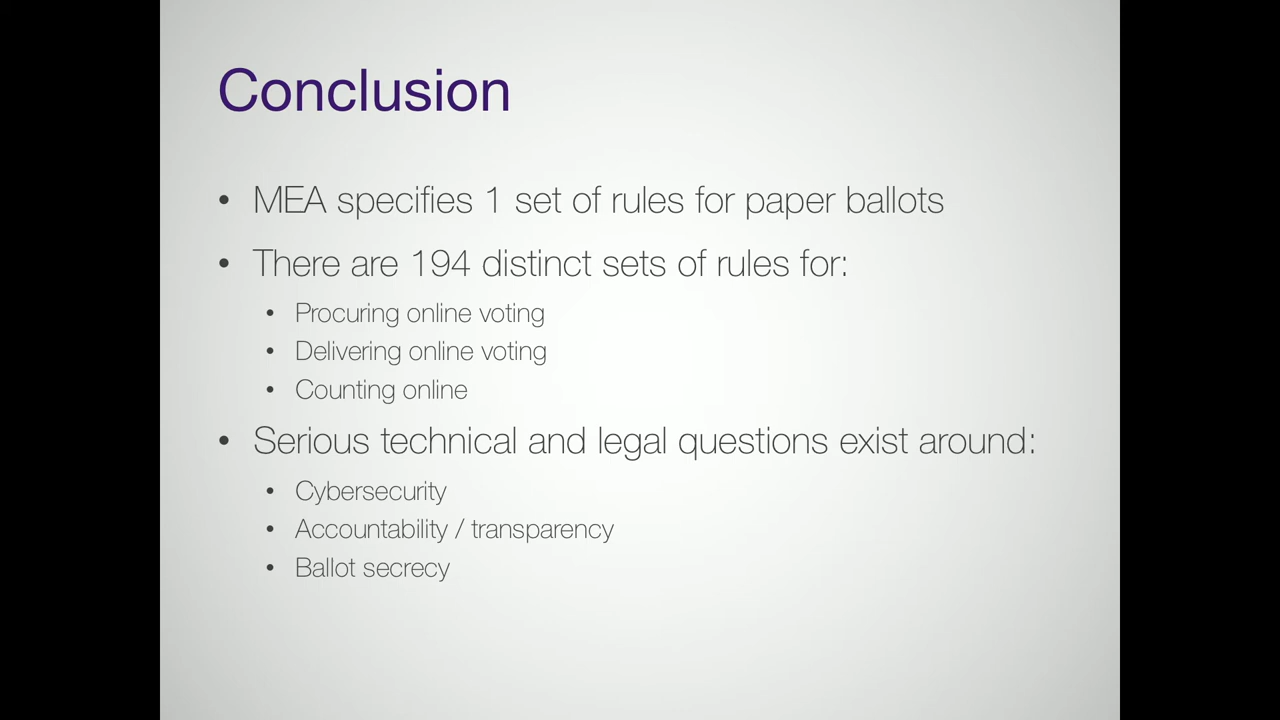 Conclusion
• MEA specifies 1 set of rules for paper ballots
• There are 194 distinct sets of rules for:
• Procuring online voting
• Delivering online voting
• Counting online
• Serious technical and legal questions exist around:
• Cybersecurity
• Accountability / transparency
• Ballot secrecy